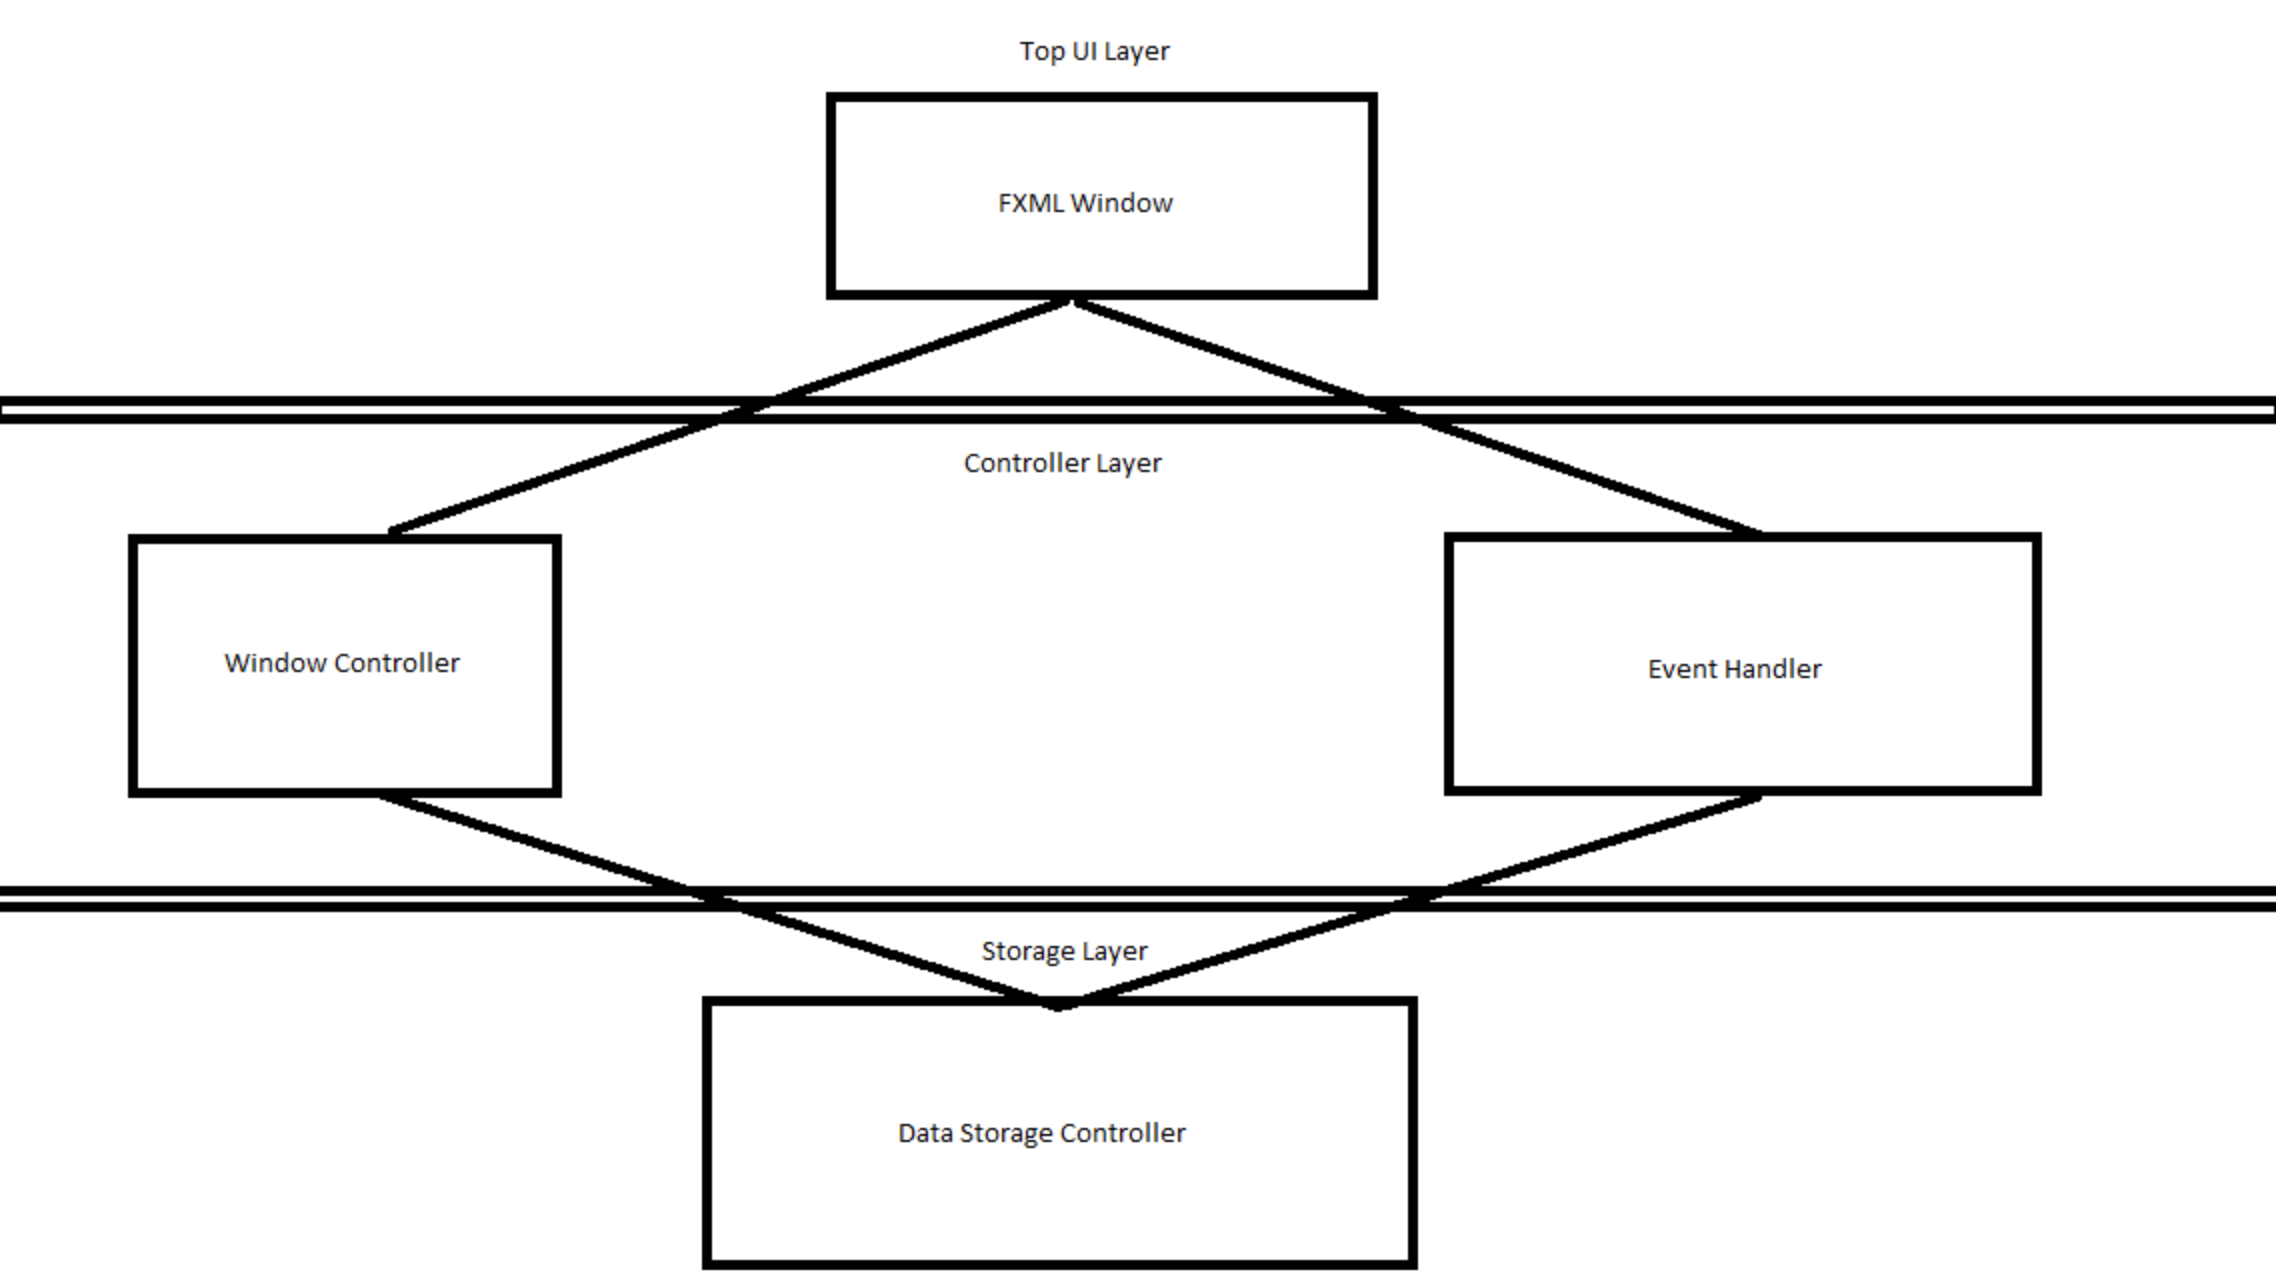 Top UI Layer
FXML Window
Controller Layer
Window Controller
Event Handler
Storage Layer
Data Storage Controller